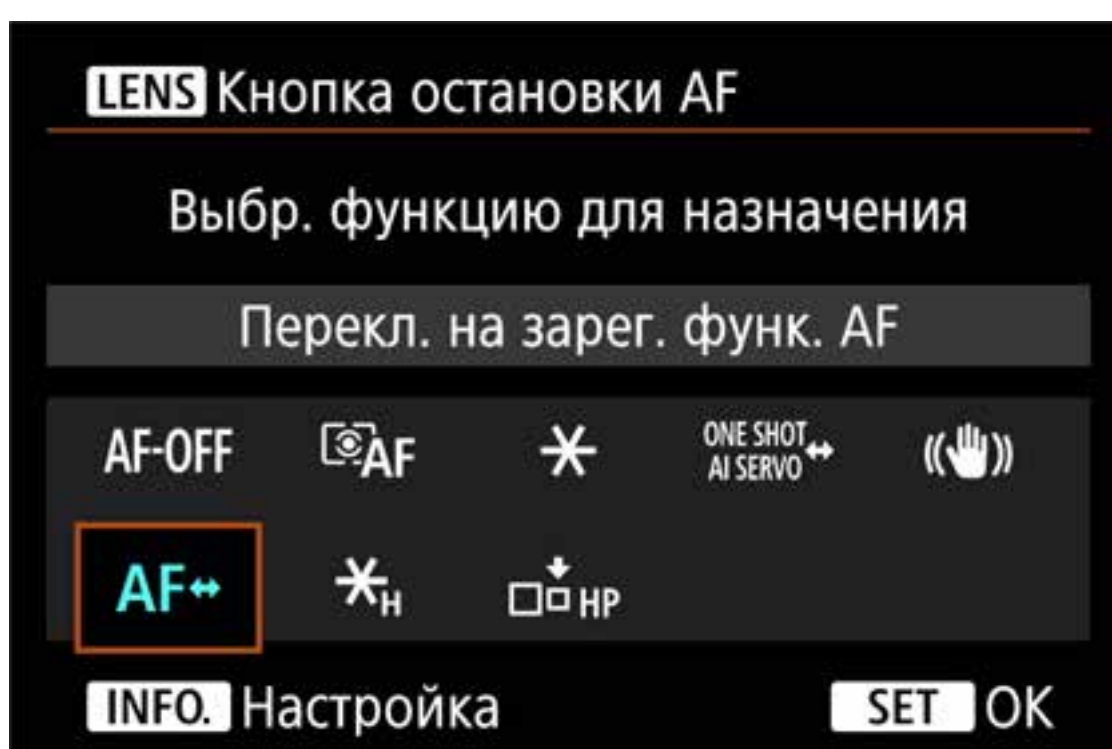 LENS Кнопка остановки AF
Выбр. функцию для назначения
Перекл. на зарег. функ. AF
AF-OFF AF ONE SHOT
AI SERVO
AF H HP
INFO. Настройка SET OK